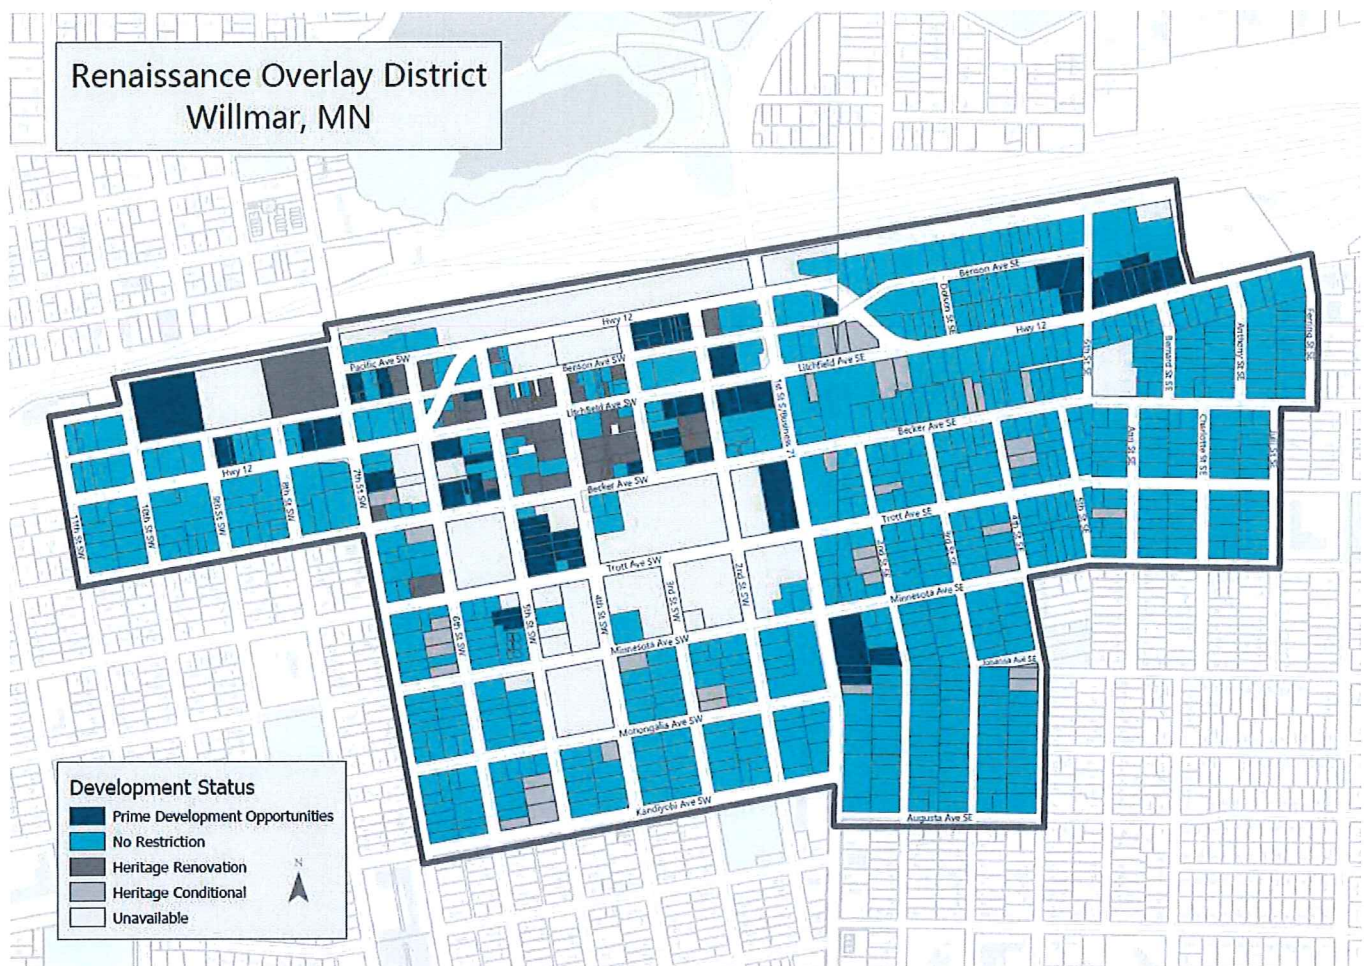 Renaissance Overlay District
Willmar, MN
Benson Ave SE
Dotson St SE
Hwy 12
Hwy 12
Pacific Ave SW
Benson Ave SW
Litchfield Ave SE
Litchfield Ave SW
1st St S/Business 71
5th St SE
Bernard St SE
Anthony St SE
Ferring St SE
Becker Ave SE
Ann St SE
Charlotte St SE
Hwy 12
7th St SW
8th St SW
9th St SW
10th St SW
11th St SW
Becker Ave SW
Trott Ave SE
4th St SE
2nd St SE
Trott Ave SW
2nd St SW
3rd St SW
4th St SW
5th St SW
6th St SW
Minnesota Ave SE
Minnesota Ave SW
Johanna Ave SE
Monongalia Ave SW
Kandiyohi Ave SW
Augusta Ave SE
Development Status
Prime Development Opportunities
No Restriction
Heritage Renovation
Heritage Conditional
Unavailable
N